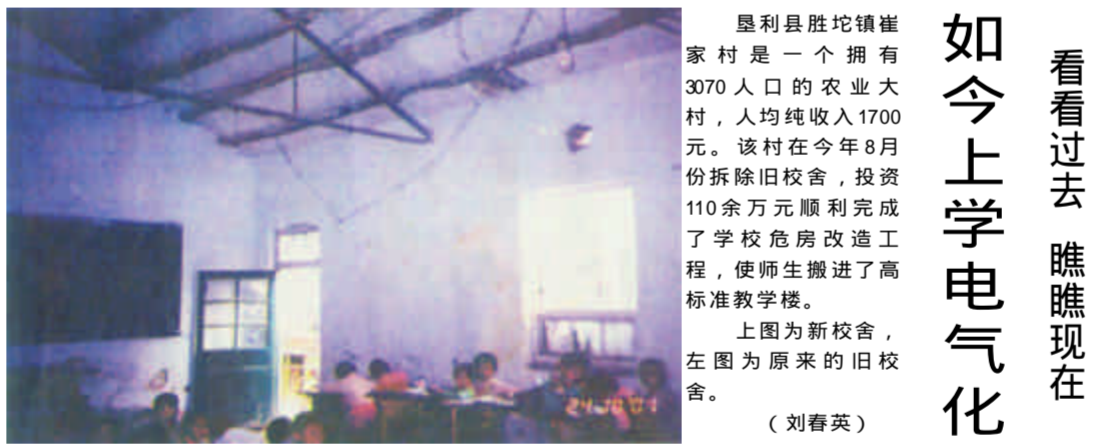 看看过去 瞧瞧现在
如今上学电气化
垦利县胜坨镇崔
家村是一个拥有
3070人口的农业大
村，人均纯收入1700
元。该村在今年8月
份拆除旧校舍，投资
110余万元顺利完成
了学校危房改造工
程，使师生搬进了高
标准教学楼。
上图为新校舍，
左图为原来的旧校
舍。
（刘春英）
24 10 01